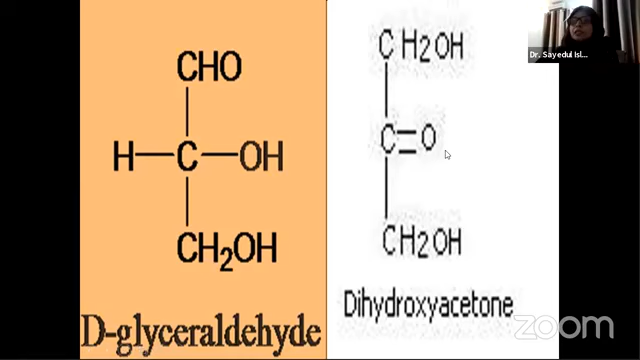 CHO
H—C—OH
CH2OH
D-glyceraldehyde
CH2OH
C=O
CH2OH
Dihydroxyacetone
Dr. Sayedul Isl...
zoom